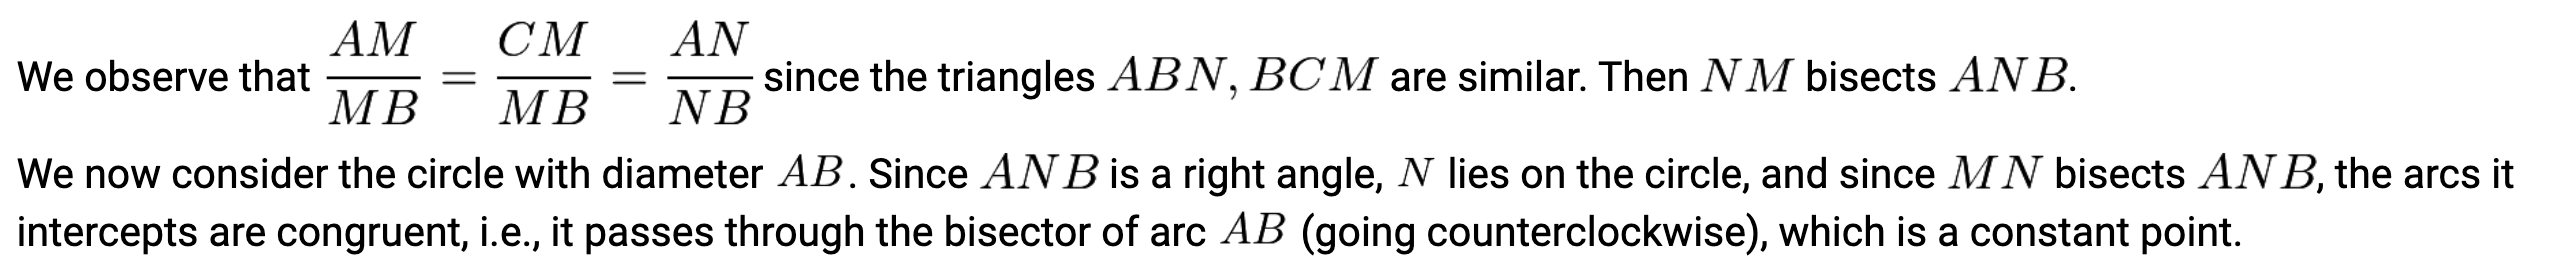 We observe that \frac{AM}{MB} = \frac{CM}{MB} = \frac{AN}{NB} since the triangles ABN, BCM are similar. Then NM bisects ANB.
We now consider the circle with diameter AB. Since ANB is a right angle, N lies on the circle, and since MN bisects ANB, the arcs it
intercepts are congruent, i.e., it passes through the bisector of arc AB (going counterclockwise), which is a constant point.